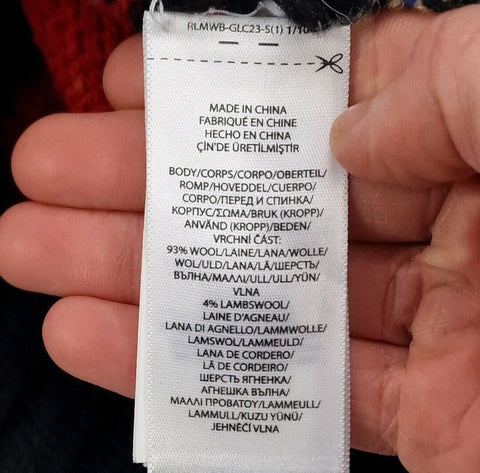 RLMWB-GLC23-S(1) 1/10
MADE IN CHINA
FABRIQUÉ EN CHINE
HECHO EN CHINA
ÇİN'DE ÜRETİLMİŞTİR
BODY/CORPS/CORPO/OBERTEIL/
ROMP/HOVEDDEL/CUERPO/
CORPO/ПЕРЕД И СПИНКА/
КОРПУС/ΣΩΜΑ/BRUK (KROPP)/
ANVÄND (KROPP)/BEDEN/
VRCHNÍ ČÁST:
93% WOOL/LAINE/LANA/WOLLE/
WOL/ULD/LANA/LÃ/ШЕРСТЬ/
ВЪЛНА/ΜΑΛΛΙ/ULL/ULL/YÜN/
VLNA
4% LAMBSWOOL/
LAINE D'AGNEAU/
LANA DI AGNELLO/LAMMWOLLE/
LAMSWOL/LAMMEULD/
LANA DE CORDERO/
LÃ DE CORDEIRO/
ШЕРСТЬ ЯГНЕНКА/
АГНЕШКА ВЪЛНА/
ΜΑΛΛΙ ΠΡΟΒΑΤΟΥ/LAMMEULL/
LAMMULL/KUZU YÜNÜ/
JEHNĚČÍ VLNA